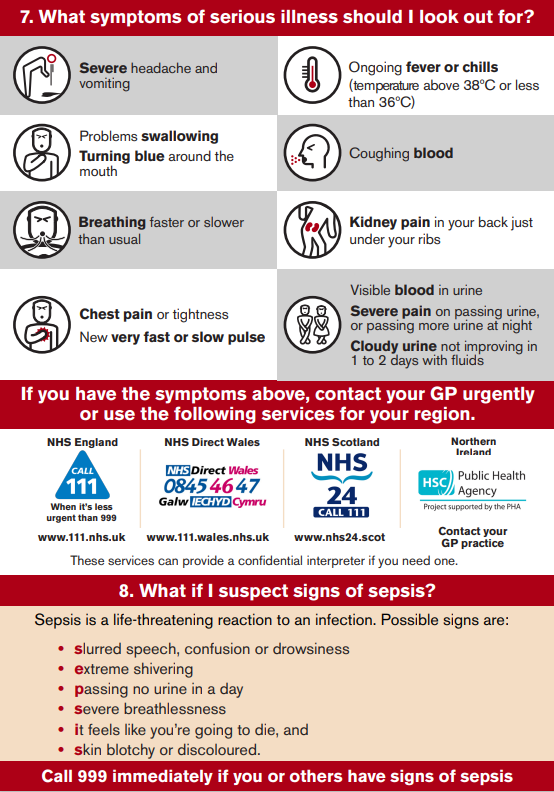 7. What symptoms of serious illness should I look out for?
Severe headache and
vomiting
Ongoing fever or chills
(temperature above 38°C or less
than 36°C)
Problems swallowing
Turning blue around the
mouth
Coughing blood
Breathing faster or slower
than usual
Kidney pain in your back just
under your ribs
Chest pain or tightness
New very fast or slow pulse
Visible blood in urine
Severe pain on passing urine,
or passing more urine at night
Cloudy urine not improving in
1 to 2 days with fluids
If you have the symptoms above, contact your GP urgently
or use the following services for your region.
NHS England
CALL
111
When it's less
urgent than 999
www.111.nhs.uk
NHS Direct Wales
NHS Direct Wales
0845 46 47
Galw IECHYD Cymru
www.111.wales.nhs.uk
NHS Scotland
NHS
24
CALL 111
www.nhs24.scot
Northern
Ireland
HSC Public Health
Agency
Project supported by the PHA
Contact your
GP practice
These services can provide a confidential interpreter if you need one.
8. What if I suspect signs of sepsis?
Sepsis is a life-threatening reaction to an infection. Possible signs are:
• slurred speech, confusion or drowsiness
• extreme shivering
• passing no urine in a day
• severe breathlessness
• it feels like you're going to die, and
• skin blotchy or discoloured.
Call 999 immediately if you or others have signs of sepsis